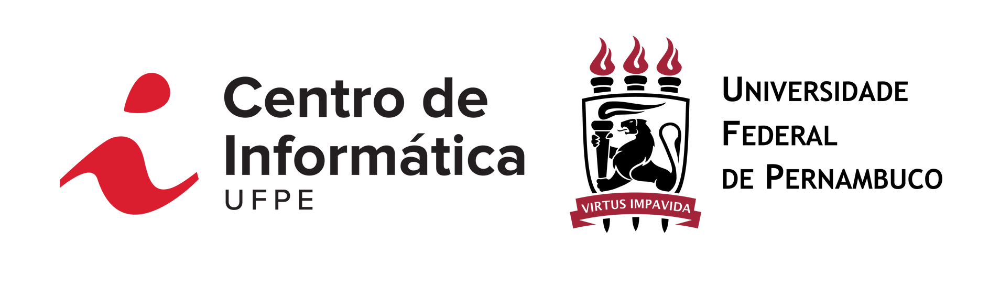 Centro de
Informática
UFPE
VIRTUS IMPAVIDA
UNIVERSIDADE
FEDERAL
DE PERNAMBUCO